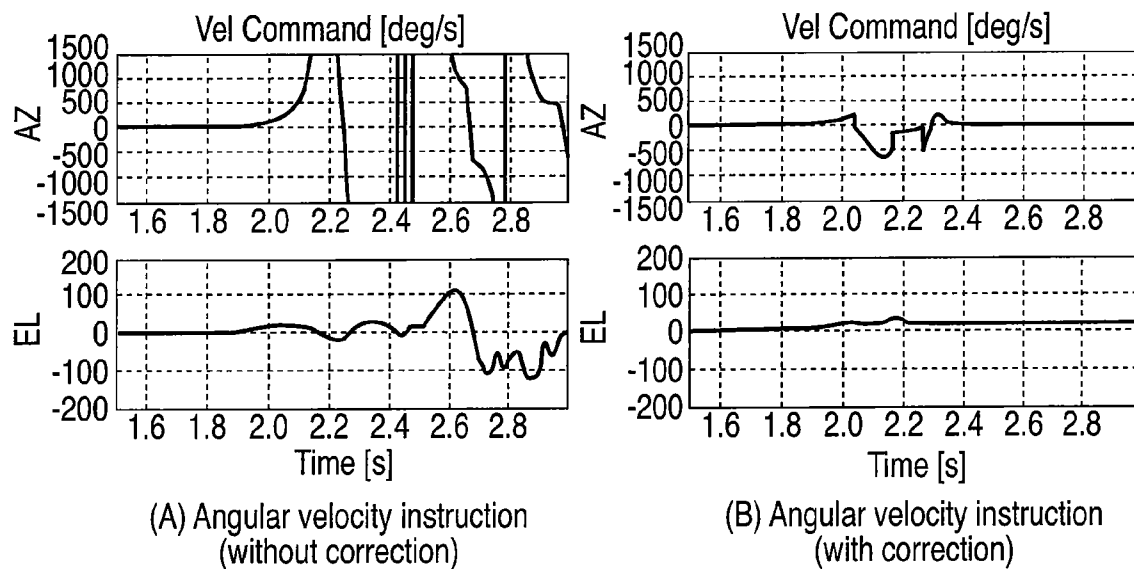 Vel Command [deg/s]
AZ
1500
1000
500
0
-500
-1000
-1500
1.6 1.8 2.0 2.2 2.4 2.6 2.8
EL
200
100
0
-100
-200
1.6 1.8 2.0 2.2 2.4 2.6 2.8
Time [s]
(A) Angular velocity instruction
(without correction)
Vel Command [deg/s]
AZ
1500
1000
500
0
-500
-1000
-1500
1.6 1.8 2.0 2.2 2.4 2.6 2.8
EL
200
100
0
-100
-200
1.6 1.8 2.0 2.2 2.4 2.6 2.8
Time [s]
(B) Angular velocity instruction
(with correction)